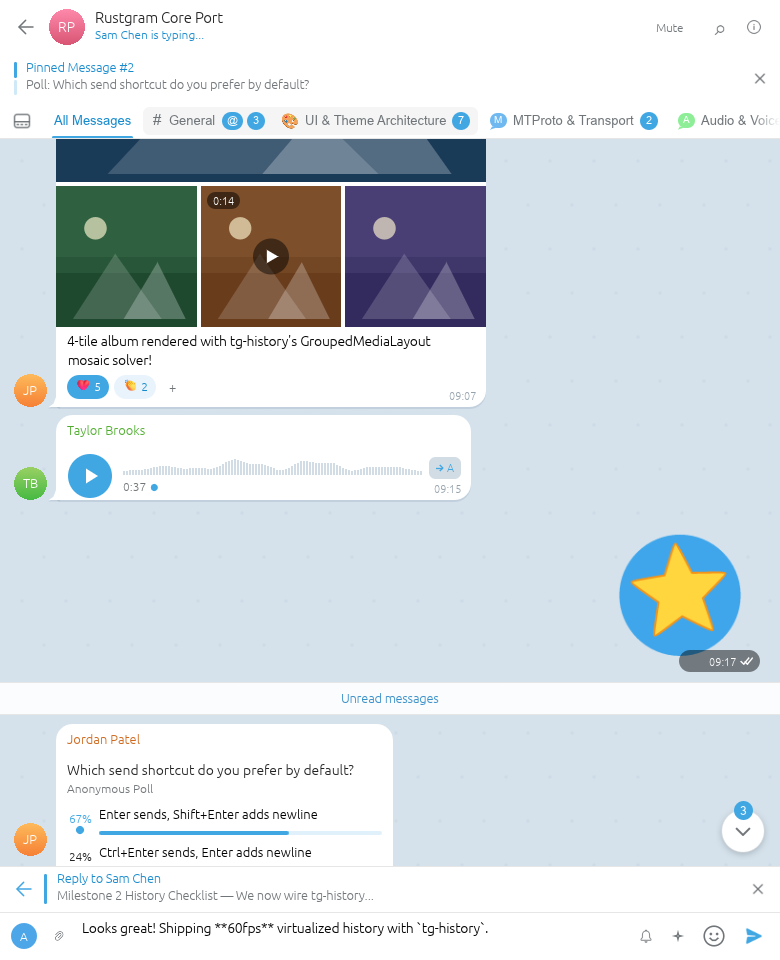 RP
Rustgram Core Port
Sam Chen is typing...
Mute
Pinned Message #2
Poll: Which send shortcut do you prefer by default?
All Messages
# General @ 3
UI & Theme Architecture 7
M MTProto & Transport 2
A Audio & Voic
0:14
4-tile album rendered with tg-history's GroupedMediaLayout
mosaic solver!
5 2 +
09:07
JP
Taylor Brooks
A
0:37
09:15
TB
09:17
Unread messages
Jordan Patel
Which send shortcut do you prefer by default?
Anonymous Poll
67% Enter sends, Shift+Enter adds newline
24% Ctrl+Enter sends, Enter adds newline
JP
3
Reply to Sam Chen
Milestone 2 History Checklist — We now wire tg-history...
A
Looks great! Shipping **60fps** virtualized history with `tg-history`.